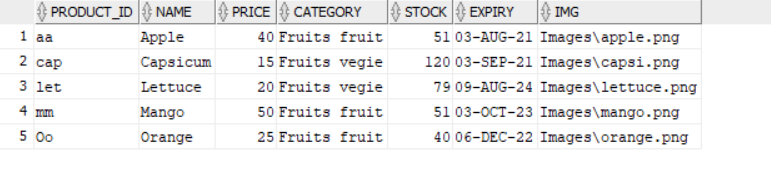 PRODUCT_ID NAME PRICE CATEGORY STOCK EXPIRY IMG
1 aa Apple 40 Fruits fruit 51 03-AUG-21 Images\apple.png
2 cap Capsicum 15 Fruits vegie 120 03-SEP-21 Images\capsi.png
3 let Lettuce 20 Fruits vegie 79 09-AUG-24 Images\lettuce.png
4 mm Mango 50 Fruits fruit 51 03-OCT-23 Images\mango.png
5 Oo Orange 25 Fruits fruit 40 06-DEC-22 Images\orange.png